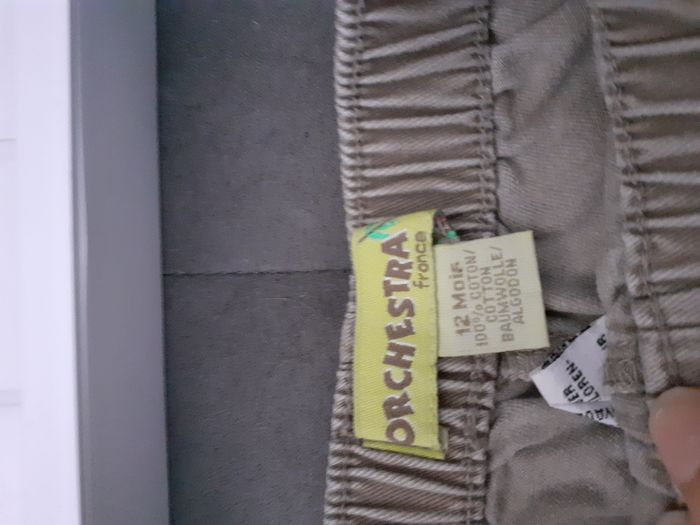 ORCHESTRA
france
12 Mois
100% COTON/
COTTON
BAUMWOLLE/
ALGODON